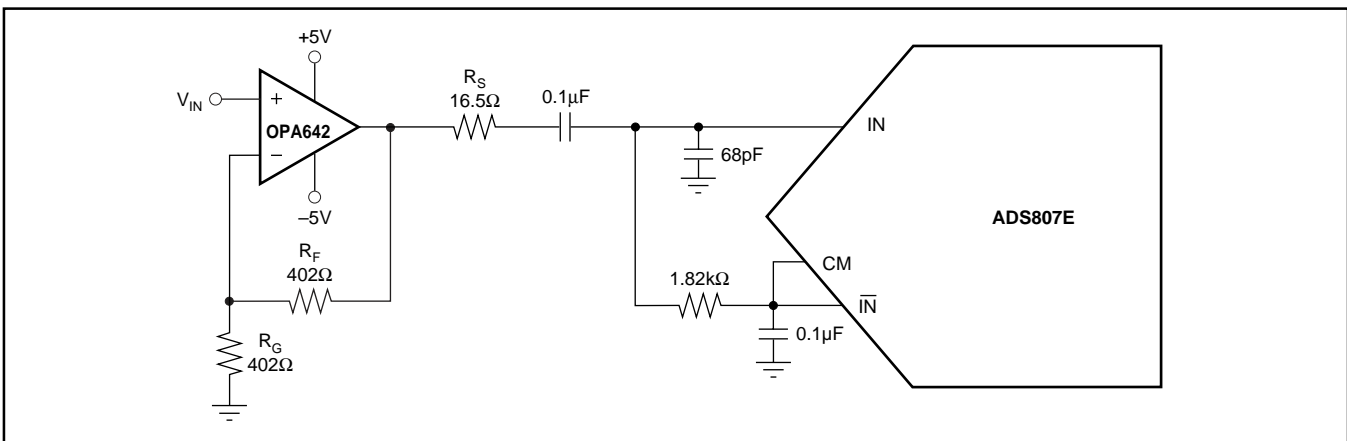 +5V
V_IN
+
OPA642
−
–5V
R_S
16.5Ω
0.1µF
68pF
IN
ADS807E
CM
I̅N̅
1.82kΩ
0.1µF
R_F
402Ω
R_G
402Ω